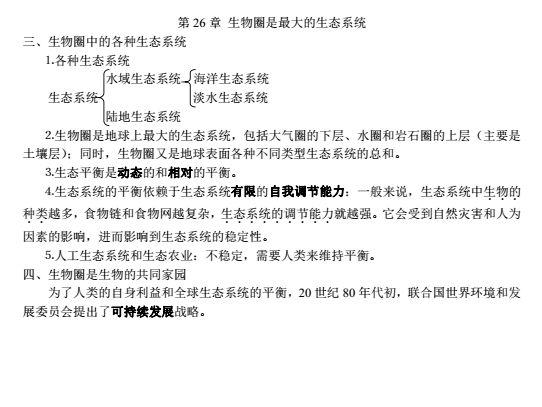 第 26 章 生物圈是最大的生态系统
三、生物圈中的各种生态系统
1.各种生态系统
水域生态系统 海洋生态系统
生态系统 淡水生态系统
陆地生态系统
2.生物圈是地球上最大的生态系统，包括大气圈的下层、水圈和岩石圈的上层（主要是
土壤层）；同时，生物圈又是地球表面各种不同类型生态系统的总和。
3.生态平衡是动态的和相对的平衡。
4.生态系统的平衡依赖于生态系统有限的自我调节能力：一般来说，生态系统中生物的
种类越多，食物链和食物网越复杂，生态系统的调节能力就越强。它会受到自然灾害和人为
因素的影响，进而影响到生态系统的稳定性。
5.人工生态系统和生态农业：不稳定，需要人类来维持平衡。
四、生物圈是生物的共同家园
为了人类的自身利益和全球生态系统的平衡，20 世纪 80 年代初，联合国世界环境和发
展委员会提出了可持续发展战略。